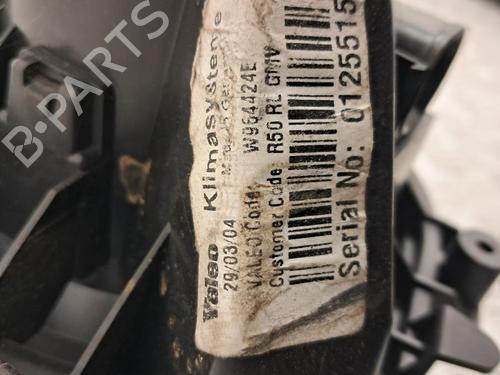 Valeo Klimasysteme
29/03/04
VALEO Code: W964424E
Customer Code: R50 RL GMV
Serial No: 0125515
B-PARTS